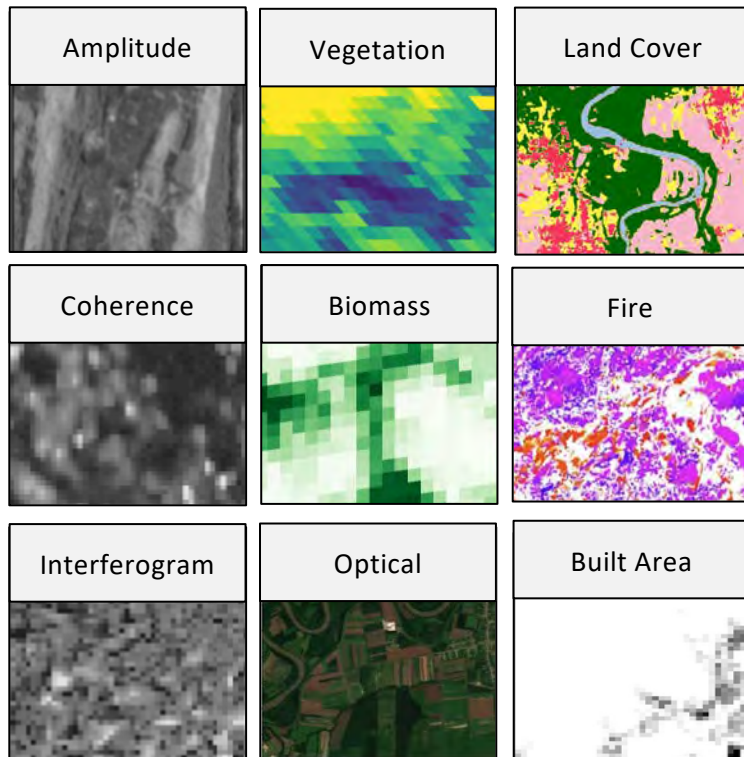 Amplitude
Vegetation
Land Cover
Coherence
Biomass
Fire
Interferogram
Optical
Built Area